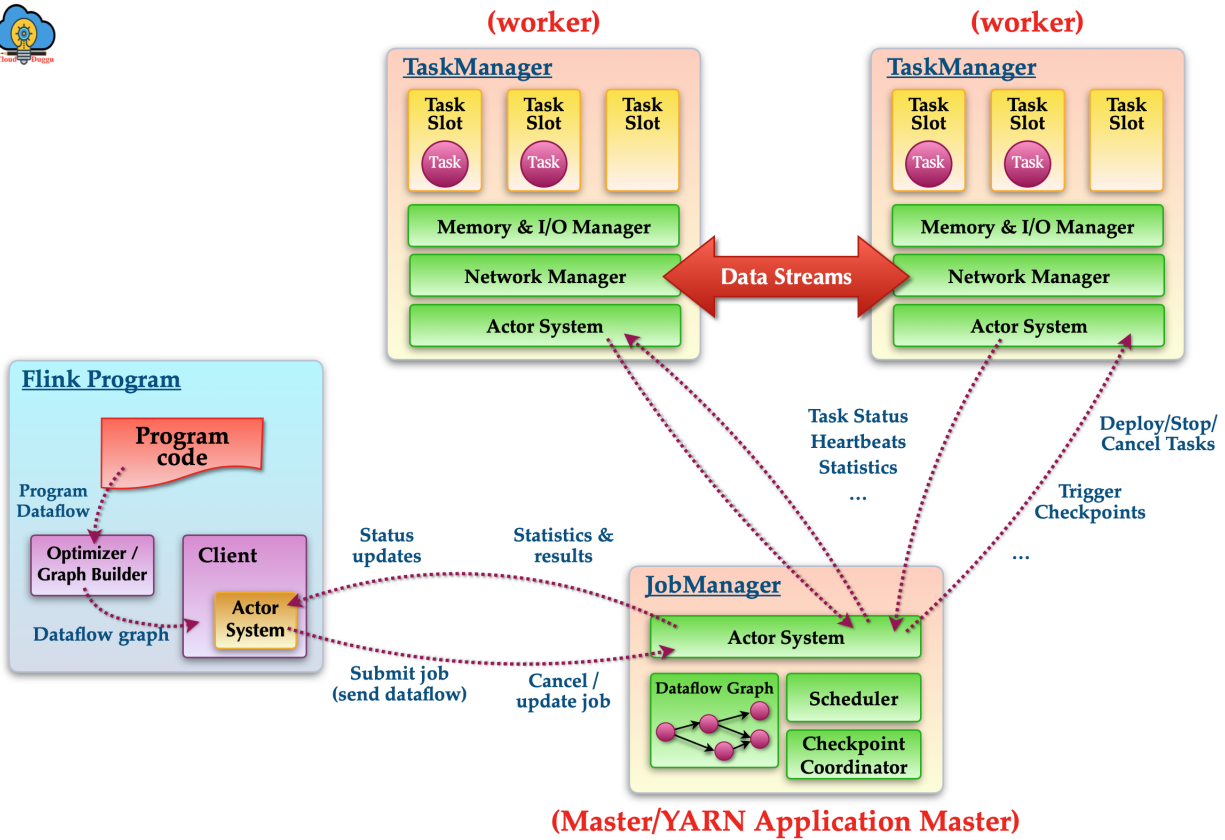 Cloud Duggu
(worker)
(worker)
TaskManager
Task
Slot
Task
Slot
Task
Slot
Task
Task
Memory & I/O Manager
Network Manager
Actor System
TaskManager
Task
Slot
Task
Slot
Task
Slot
Task
Task
Memory & I/O Manager
Network Manager
Actor System
Data Streams
Flink Program
Program
code
Program
Dataflow
Optimizer /
Graph Builder
Client
Actor
System
Dataflow graph
Status
updates
Statistics &
results
Submit job
(send dataflow)
Cancel /
update job
Task Status
Heartbeats
Statistics
...
Deploy/Stop/
Cancel Tasks
Trigger
Checkpoints
...
JobManager
Actor System
Dataflow Graph
Scheduler
Checkpoint
Coordinator
(Master/YARN Application Master)